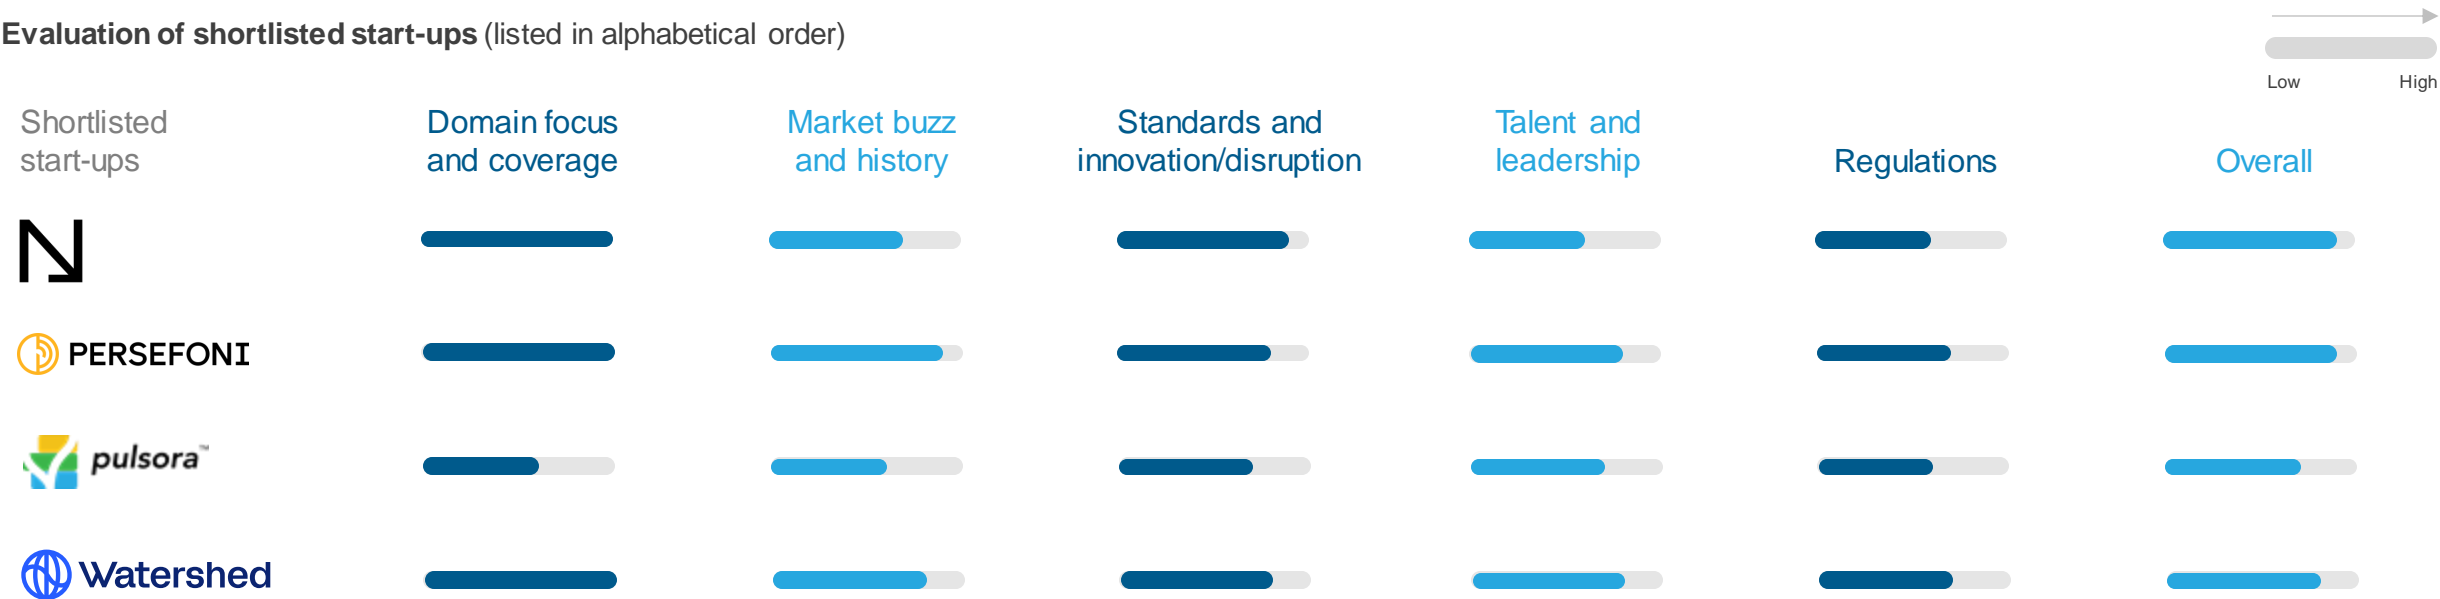 Evaluation of shortlisted start-ups (listed in alphabetical order)
Low High
Shortlisted
start-ups
Domain focus
and coverage
Market buzz
and history
Standards and
innovation/disruption
Talent and
leadership
Regulations
Overall
N
PERSEFONI
pulsora™
Watershed